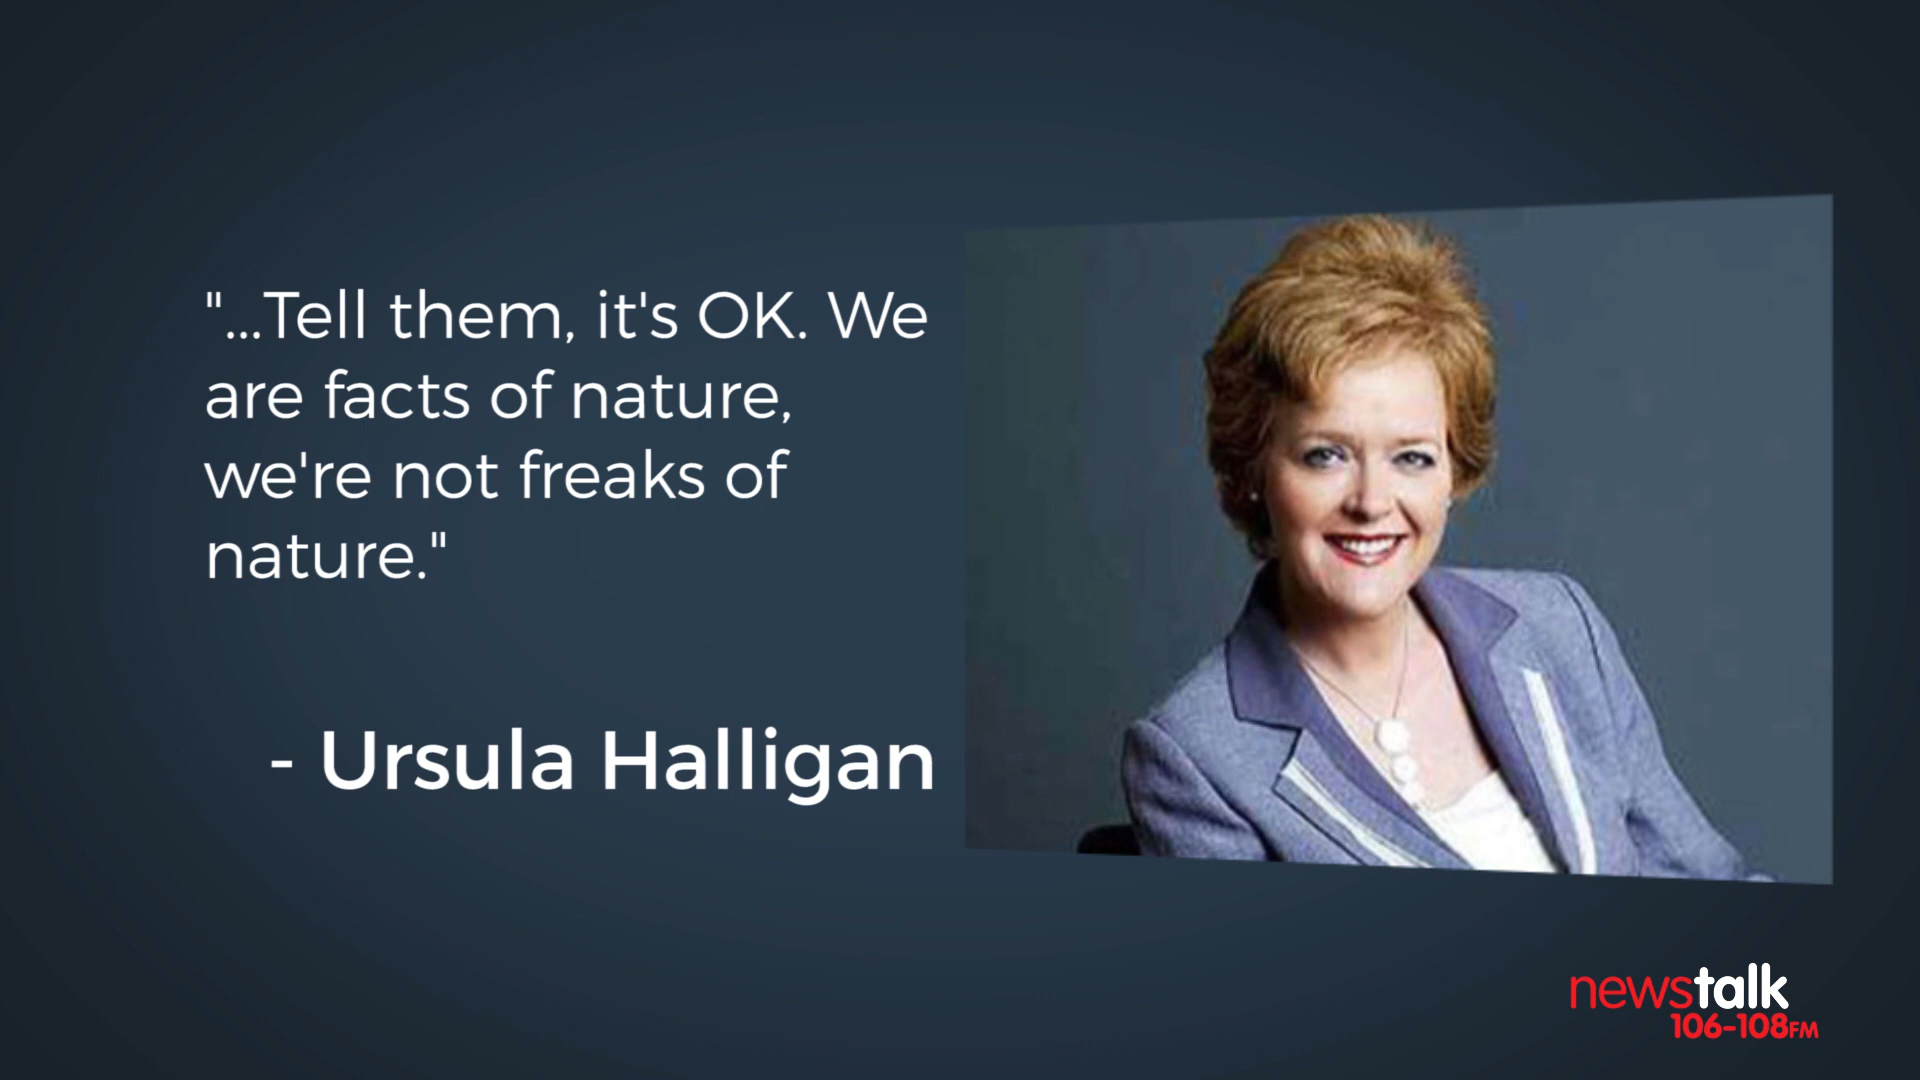 "...Tell them, it's OK. We
are facts of nature,
we're not freaks of
nature."
- Ursula Halligan
newstalk
106-108FM